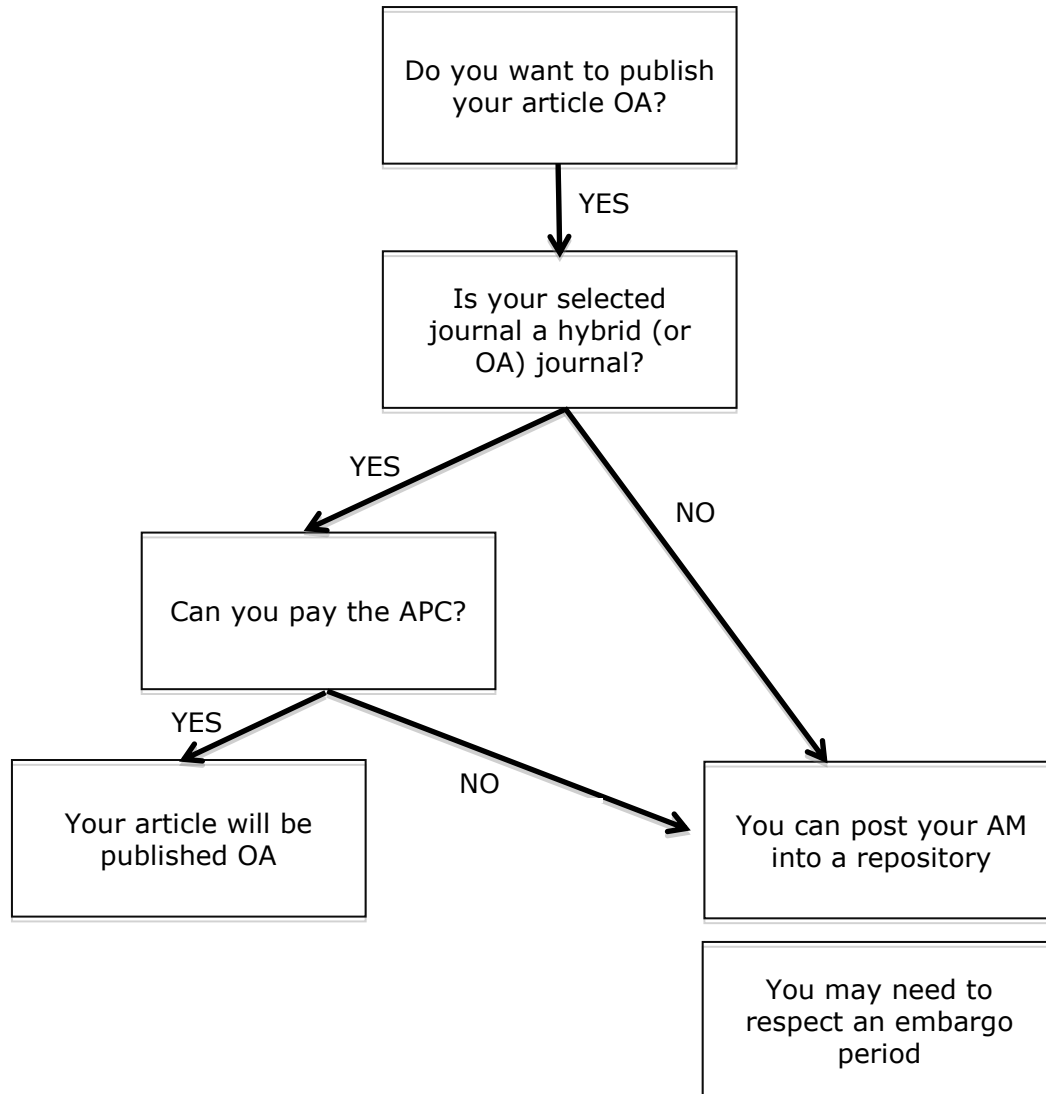 Do you want to publish
your article OA?
YES
Is your selected
journal a hybrid (or
OA) journal?
YES
NO
Can you pay the APC?
YES
NO
Your article will be
published OA
You can post your AM
into a repository
You may need to
respect an embargo
period